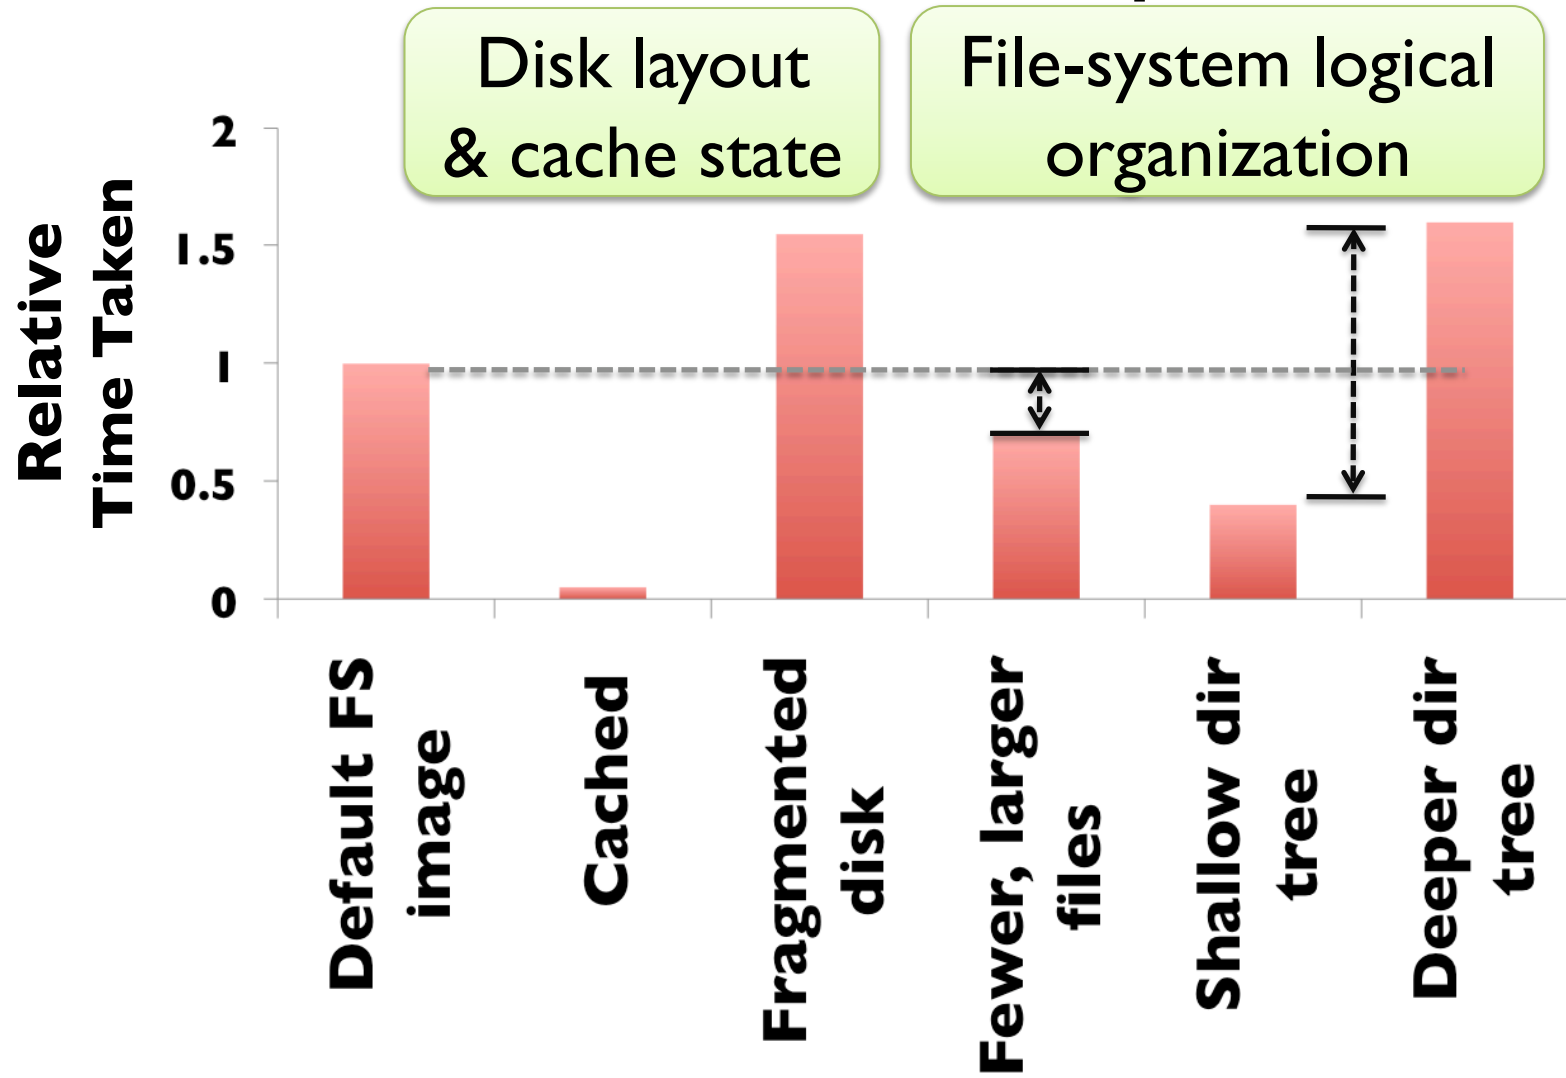 Disk layout
& cache state
File-system logical
organization
Relative
Time Taken
2
1.5
1
0.5
0
Default FS
image
Cached
Fragmented
disk
Fewer, larger
files
Shallow dir
tree
Deeper dir
tree